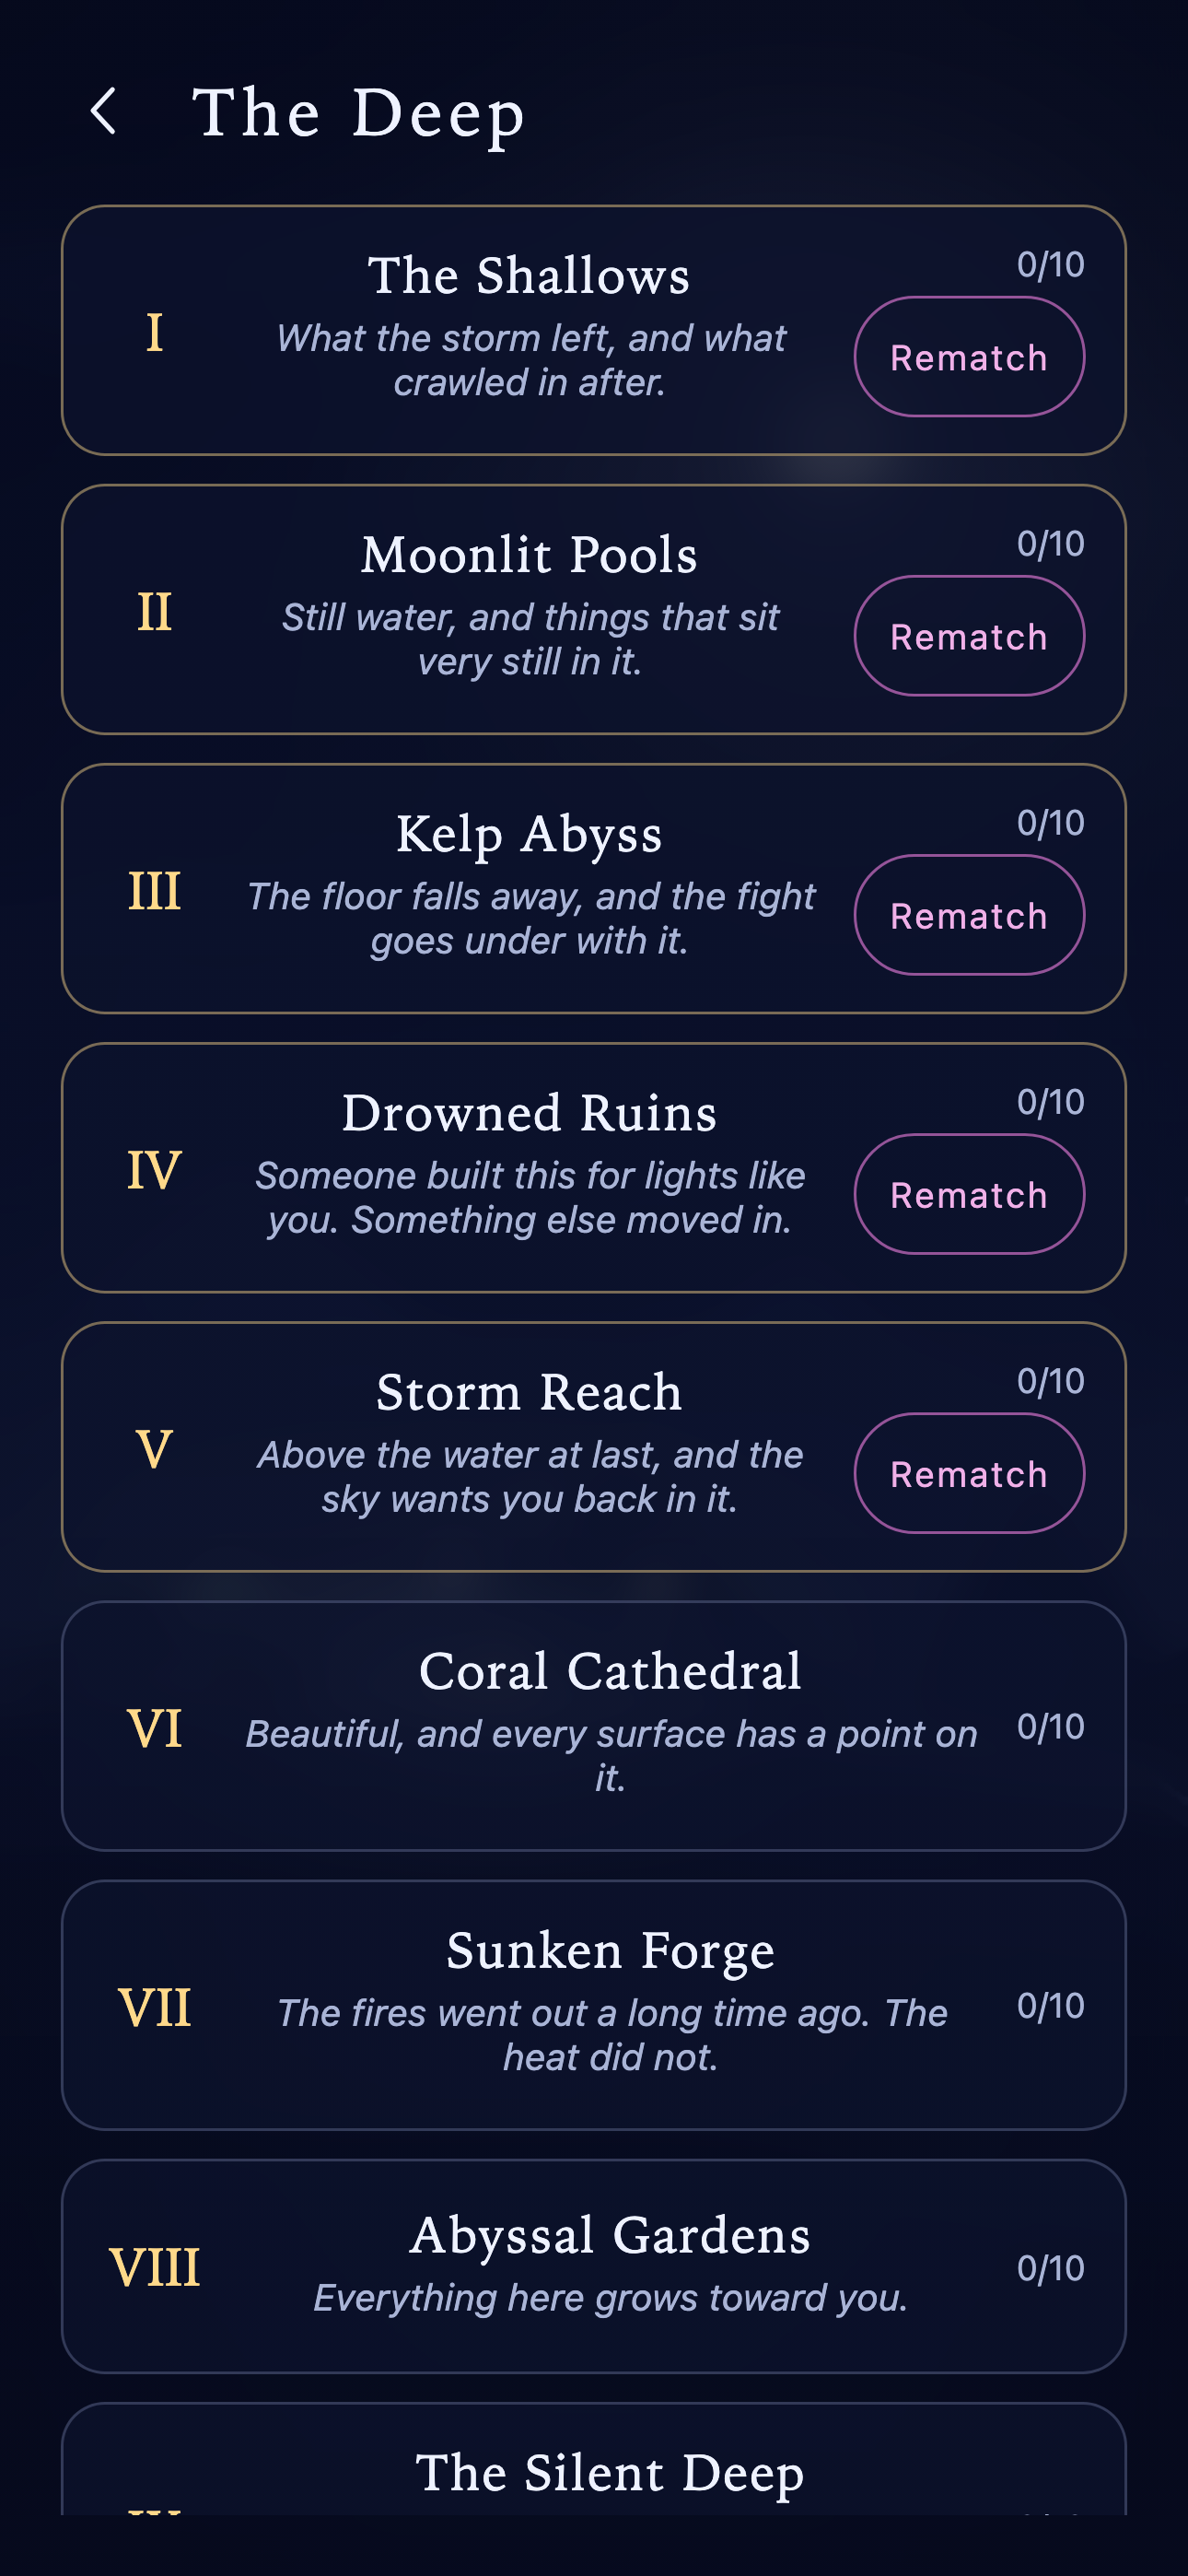 The Deep
The Shallows
0/10
I
What the storm left, and what
crawled in after.
Rematch
Moonlit Pools
0/10
II
Still water, and things that sit
very still in it.
Rematch
Kelp Abyss
0/10
III
The floor falls away, and the fight
goes under with it.
Rematch
Drowned Ruins
0/10
IV
Someone built this for lights like
you. Something else moved in.
Rematch
Storm Reach
0/10
V
Above the water at last, and the
sky wants you back in it.
Rematch
Coral Cathedral
VI
Beautiful, and every surface has a point on
it.
0/10
Sunken Forge
VII
The fires went out a long time ago. The
heat did not.
0/10
Abyssal Gardens
VIII
Everything here grows toward you.
0/10
The Silent Deep